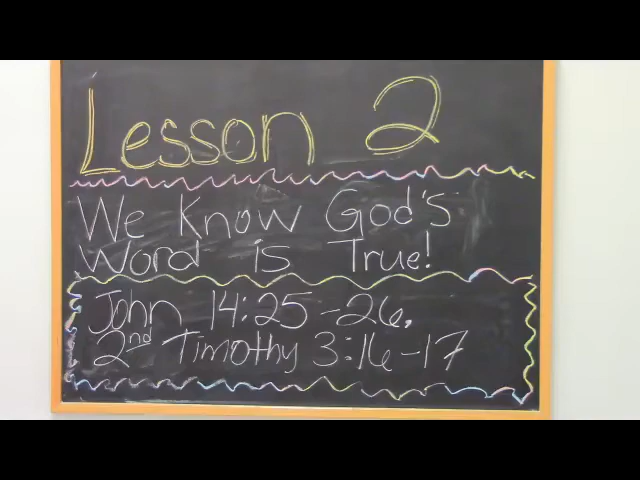 Lesson 2
We Know God's
Word is True!
John 14:25-26,
2nd Timothy 3:16-17